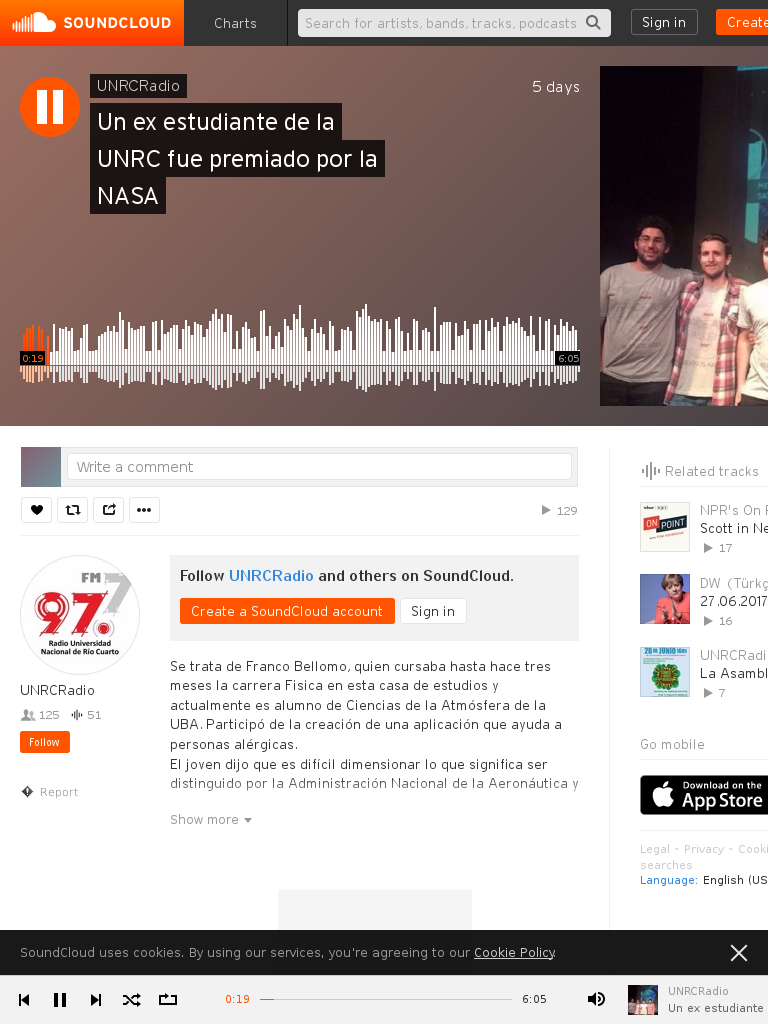 SOUNDCLOUD
Charts
Search for artists, bands, tracks, podcasts
Sign in
Create
UNRCRadio
5 days
Un ex estudiante de la
UNRC fue premiado por la
NASA
0:19
6:05
Write a comment
129
FM
97.7
Radio Universidad
Nacional de Río Cuarto
UNRCRadio
125
51
Follow
Report
Follow UNRCRadio and others on SoundCloud.
Create a SoundCloud account
Sign in
Se trata de Franco Bellomo, quien cursaba hasta hace tres
meses la carrera Fisica en esta casa de estudios y
actualmente es alumno de Ciencias de la Atmósfera de la
UBA. Participó de la creación de una aplicación que ayuda a
personas alérgicas.
El joven dijo que es difícil dimensionar lo que significa ser
distinguido por la Administración Nacional de la Aeronáutica y
Show more
Related tracks
ON POINT
NPR's On
Scott in Ne
17
DW (Türkç
27.06.2017
16
28 DE JUNIO
UNRCRadi
La Asambl
7
Go mobile
Download on the
App Store
Legal - Privacy - Cooki
searches
Language: English (US
SoundCloud uses cookies. By using our services, you're agreeing to our Cookie Policy.
0:19
6:05
UNRCRadio
Un ex estudiante